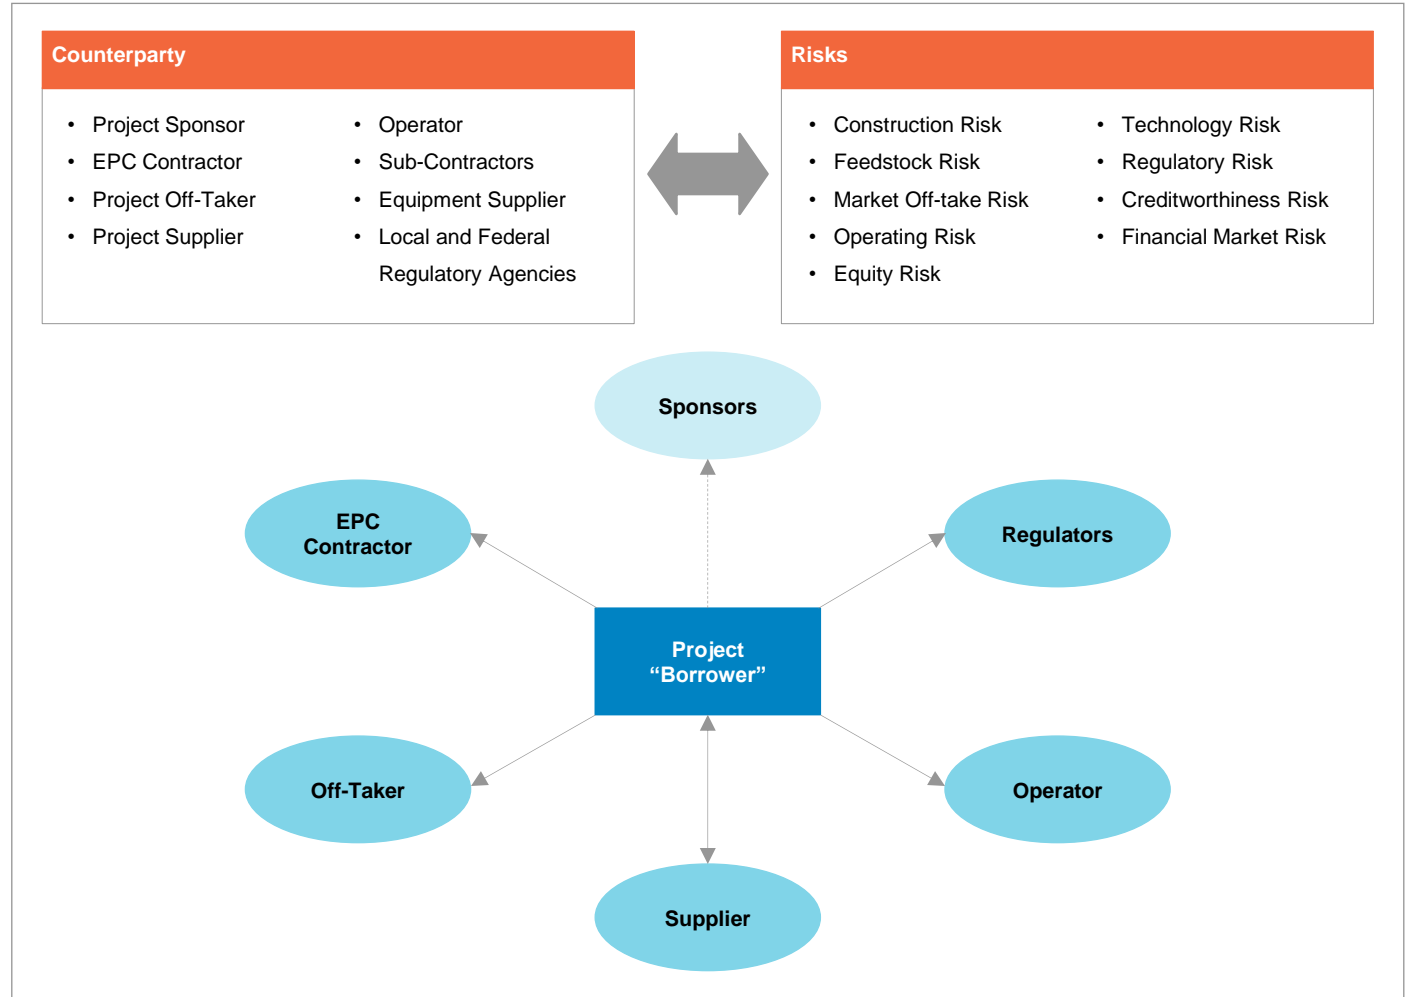 Counterparty
• Project Sponsor
• EPC Contractor
• Project Off-Taker
• Project Supplier
• Operator
• Sub-Contractors
• Equipment Supplier
• Local and Federal
Regulatory Agencies
Risks
• Construction Risk
• Feedstock Risk
• Market Off-take Risk
• Operating Risk
• Equity Risk
• Technology Risk
• Regulatory Risk
• Creditworthiness Risk
• Financial Market Risk
Sponsors
EPC
Contractor
Regulators
Project
“Borrower”
Off-Taker
Operator
Supplier